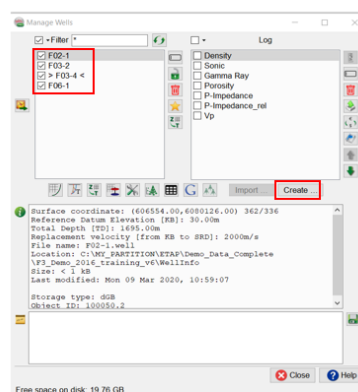 Manage Wells
Filter *
Log
F02-1
F03-2
> F03-4 <
F06-1
Density
Sonic
Gamma Ray
Porosity
P-Impedance
P-Impedance_rel
Vp
Import ...
Create ...
Surface coordinate: (606554.00,6080126.00) 362/336
Reference Datum Elevation [KB]: 30.00m
Total Depth [TD]: 1695.00m
Replacement velocity [from KB to SRD]: 2000m/s
File name: F02-1.well
Location: C:\MY_PARTITION\ETAP\Demo_Data_Complete
\F3_Demo_2016_training_v6\WellInfo
Size: < 1 kB
Last modified: Mon 09 Mar 2020, 10:59:07
Storage type: dGB
Object ID: 100050.2
Close
Help
Free space on disk: 19.76 GB